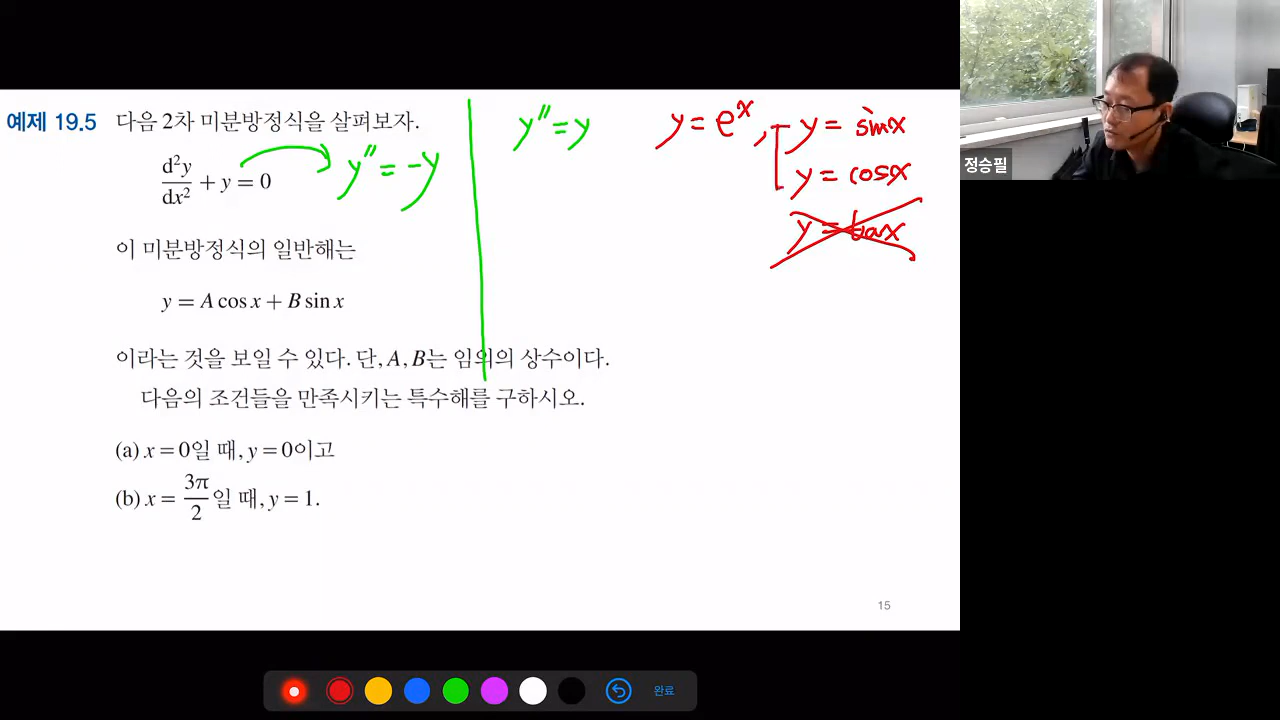 예제 19.5 다음 2차 미분방정식을 살펴보자.
d²y/dx² + y = 0
y″ = -y
y″ = y
y = eˣ, y = sinx
y = cosx
y = tanx
이 미분방정식의 일반해는
y = A cos x + B sin x
이라는 것을 보일 수 있다. 단, A, B는 임의의 상수이다.
다음의 조건들을 만족시키는 특수해를 구하시오.
(a) x = 0일 때, y = 0이고
(b) x = 3π/2일 때, y = 1.
15
정승필
완료